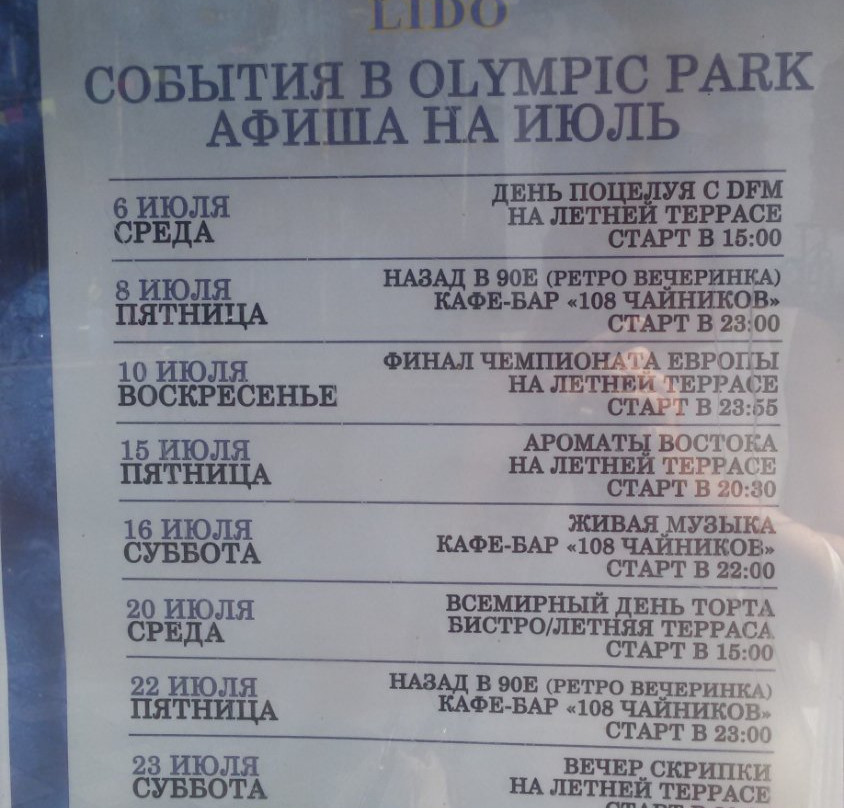 LIDO
СОБЫТИЯ В OLYMPIC PARK
АФИША НА ИЮЛЬ
6 ИЮЛЯ
СРЕДА
ДЕНЬ ПОЦЕЛУЯ С DFM
НА ЛЕТНЕЙ ТЕРРАСЕ
СТАРТ В 15:00
8 ИЮЛЯ
ПЯТНИЦА
НАЗАД В 90Е (РЕТРО ВЕЧЕРИНКА)
КАФЕ-БАР «108 ЧАЙНИКОВ»
СТАРТ В 23:00
10 ИЮЛЯ
ВОСКРЕСЕНЬЕ
ФИНАЛ ЧЕМПИОНАТА ЕВРОПЫ
НА ЛЕТНЕЙ ТЕРРАСЕ
СТАРТ В 23:55
15 ИЮЛЯ
ПЯТНИЦА
АРОМАТЫ ВОСТОКА
НА ЛЕТНЕЙ ТЕРРАСЕ
СТАРТ В 20:30
16 ИЮЛЯ
СУББОТА
ЖИВАЯ МУЗЫКА
КАФЕ-БАР «108 ЧАЙНИКОВ»
СТАРТ В 22:00
20 ИЮЛЯ
СРЕДА
ВСЕМИРНЫЙ ДЕНЬ ТОРТА
БИСТРО/ЛЕТНЯЯ ТЕРРАСА
СТАРТ В 15:00
22 ИЮЛЯ
ПЯТНИЦА
НАЗАД В 90Е (РЕТРО ВЕЧЕРИНКА)
КАФЕ-БАР «108 ЧАЙНИКОВ»
СТАРТ В 23:00
23 ИЮЛЯ
СУББОТА
ВЕЧЕР СКРИПКИ
НА ЛЕТНЕЙ ТЕРРАСЕ